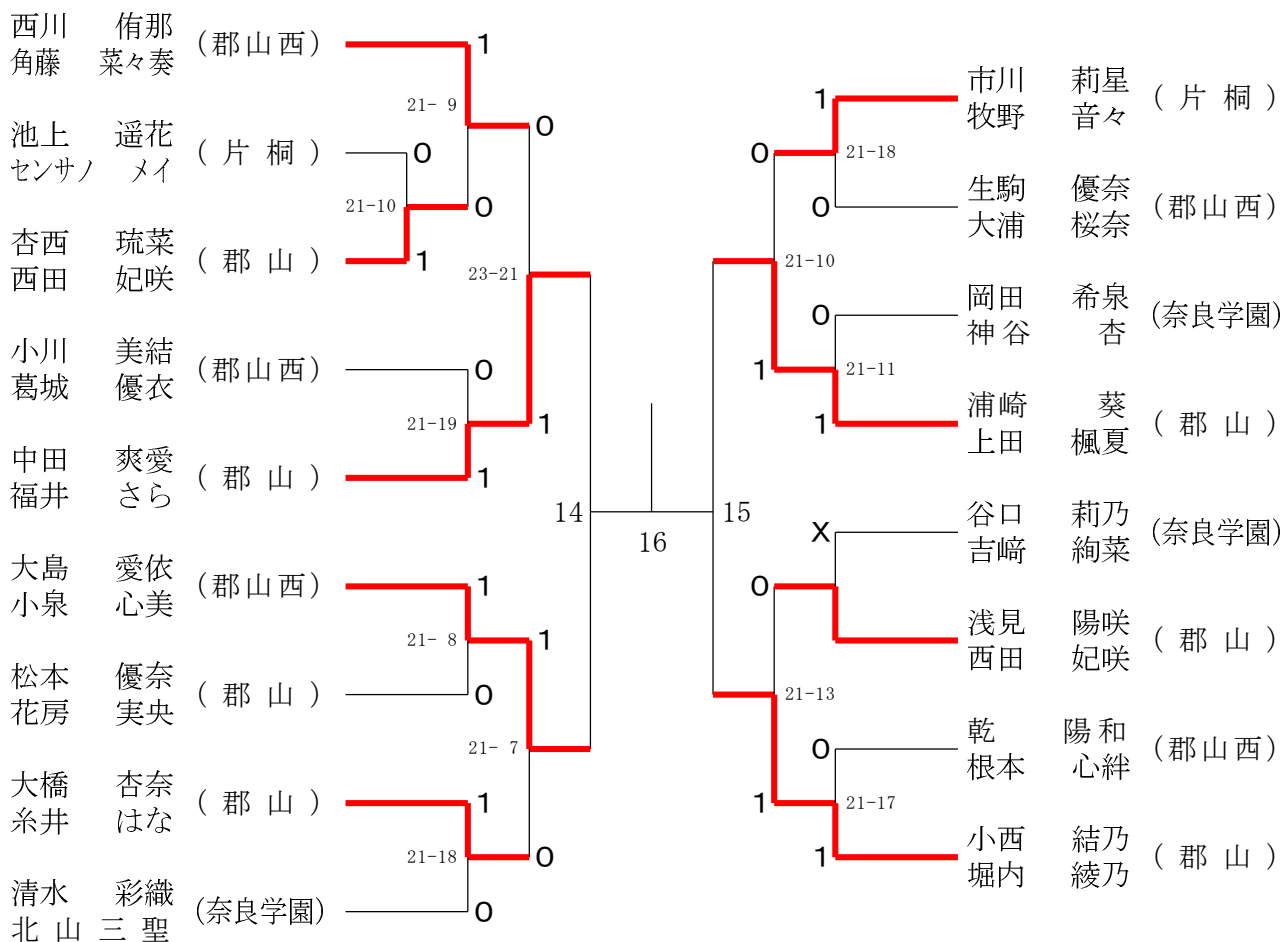 西川 侑那
角藤 菜々奏
(郡山西)
1
21- 9
0
池上 遥花
センサノ メイ
( 片 桐 )
0
21-10
0
杏西 琉菜
西田 妃咲
( 郡 山 )
1
23-21
小川 美結
葛城 優衣
(郡山西)
0
21-19
1
中田 爽愛
福井 さら
( 郡 山 )
1
14
大島 愛依
小泉 心美
(郡山西)
1
21- 8
1
松本 優奈
花房 実央
( 郡 山 )
0
21- 7
大橋 杏奈
糸井 はな
( 郡 山 )
1
21-18
0
清水 彩織
北 山 三 聖
(奈良学園)
0
16
市川 莉星
牧野 音々
( 片 桐 )
1
0
21-18
生駒 優奈
大浦 桜奈
(郡山西)
0
21-10
岡田 希泉
神谷 杏
(奈良学園)
0
1
21-11
浦崎 葵
上田 楓夏
( 郡 山 )
1
15
谷口 莉乃
吉﨑 絢菜
(奈良学園)
X
0
浅見 陽咲
西田 妃咲
( 郡 山 )
21-13
乾 陽和
根本 心絆
(郡山西)
0
1
21-17
小西 結乃
堀内 綾乃
( 郡 山 )
1